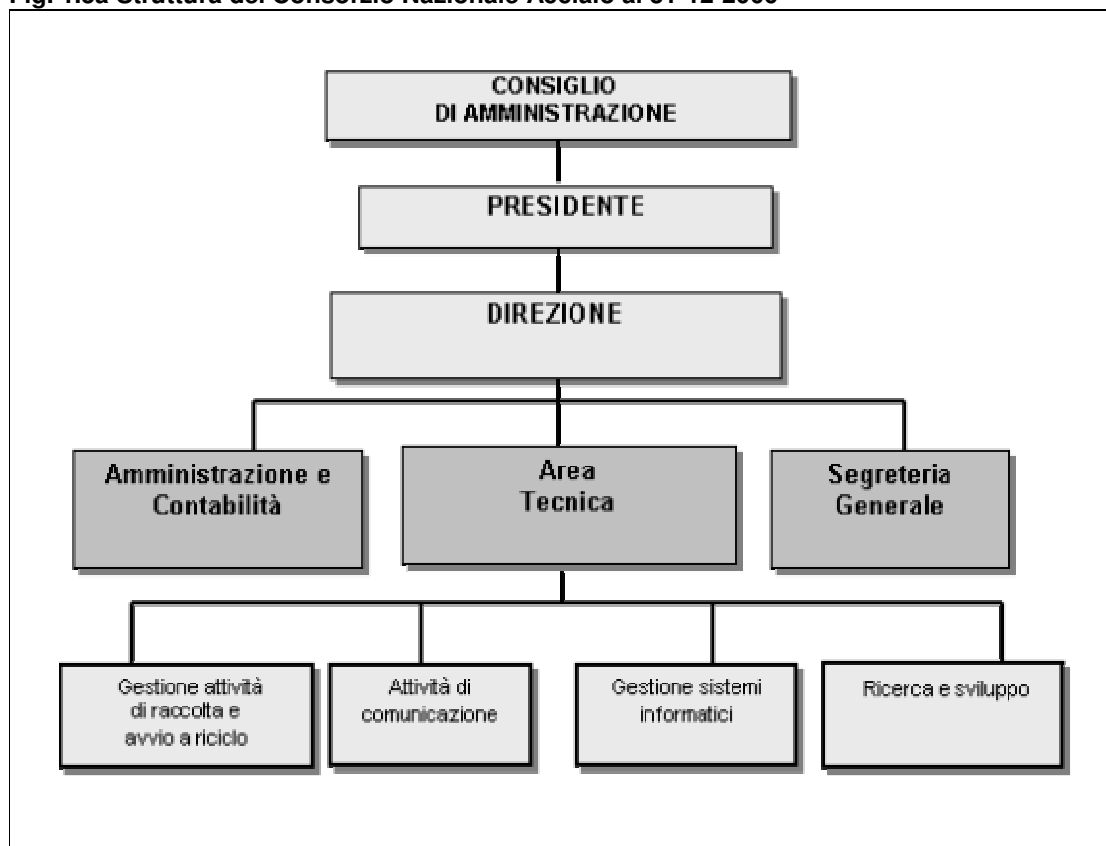 CONSIGLIO
DI AMMINISTRAZIONE
PRESIDENTE
DIREZIONE
Amministrazione e
Contabilità
Area
Tecnica
Segreteria
Generale
Gestione attività
di raccolta e
avvio a riciclo
Attività di
comunicazione
Gestione sistemi
informatici
Ricerca e sviluppo